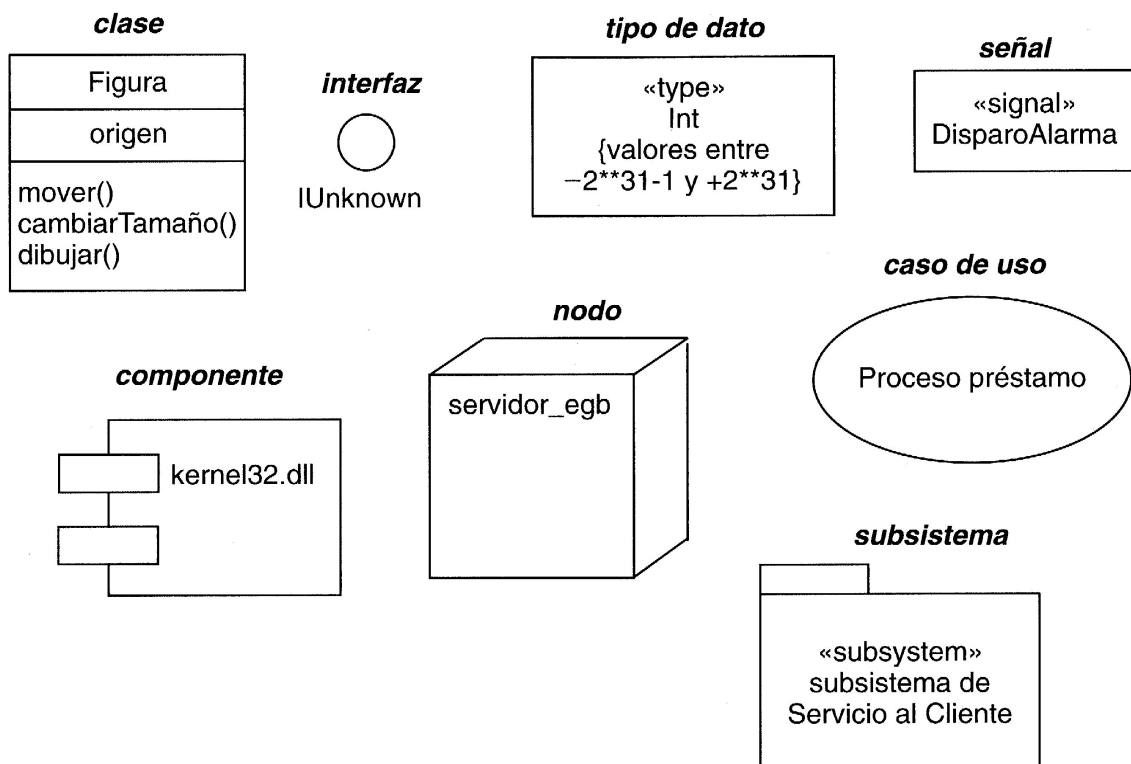 clase
Figura
origen
mover()
cambiarTamaño()
dibujar()
interfaz
IUnknown
tipo de dato
«type»
Int
{valores entre
−2**31-1 y +2**31}
señal
«signal»
DisparoAlarma
componente
kernel32.dll
nodo
servidor_egb
caso de uso
Proceso préstamo
subsistema
«subsystem»
subsistema de
Servicio al Cliente